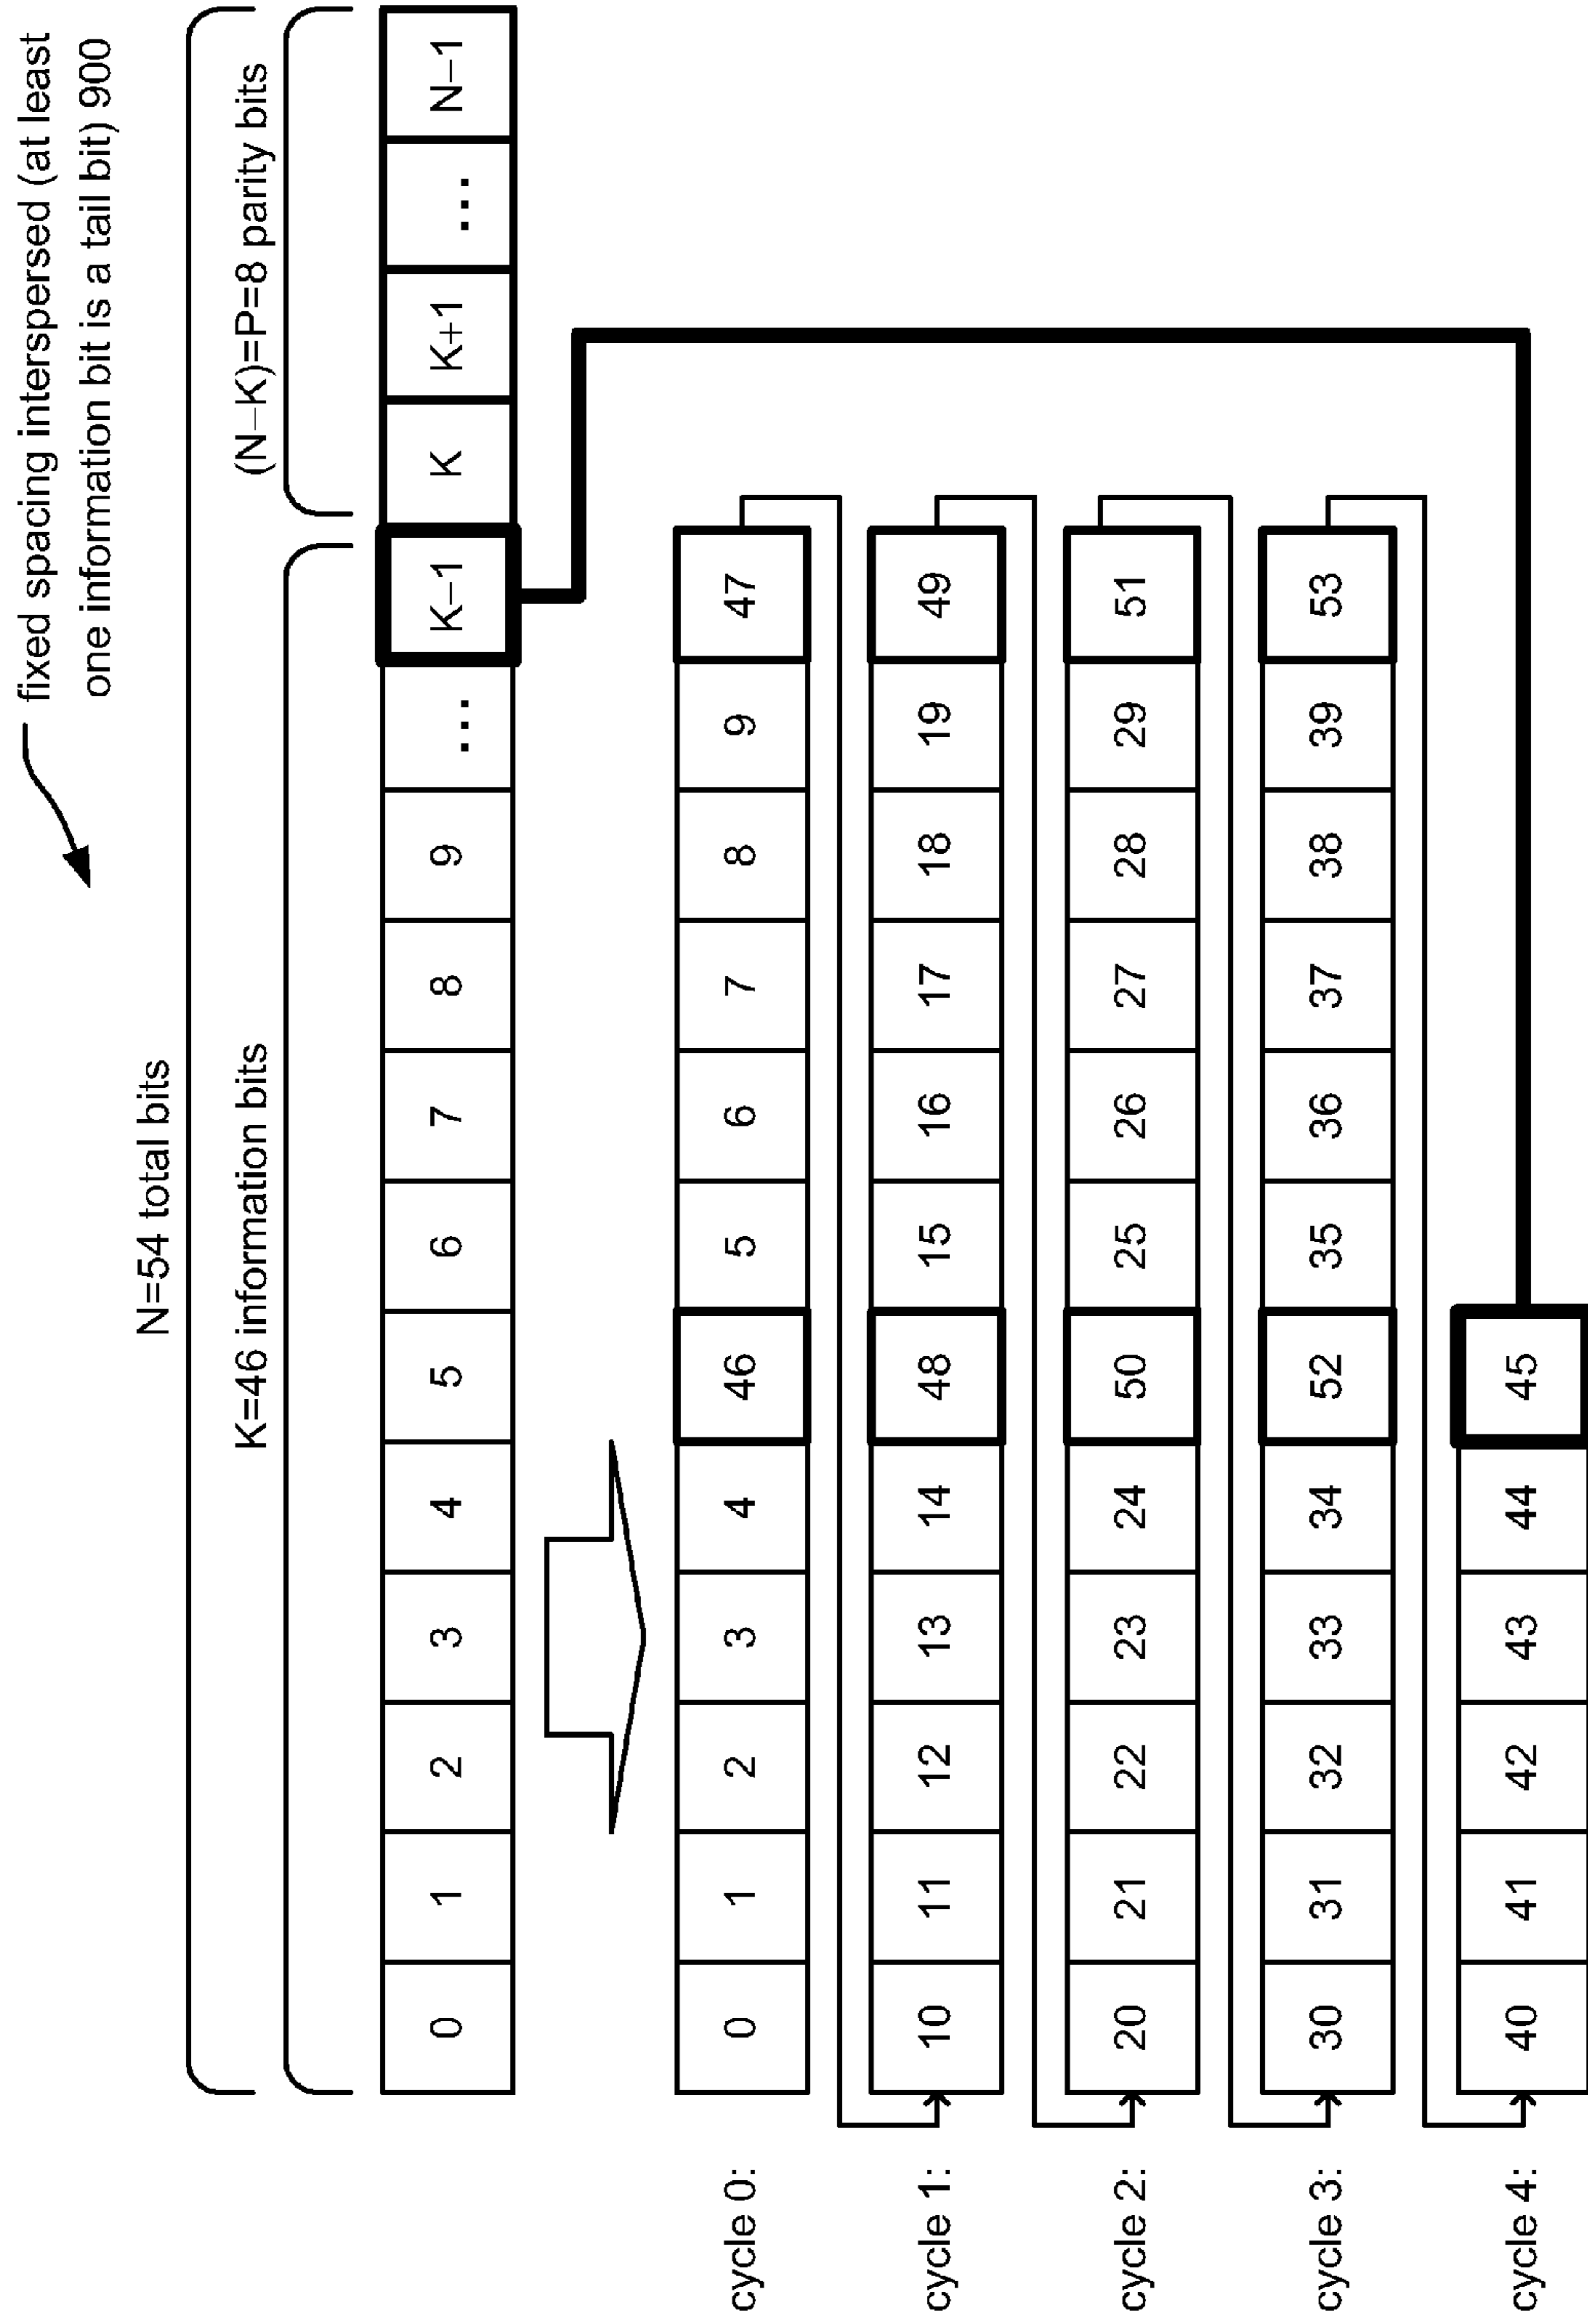 fixed spacing interspersed (at least
one information bit is a tail bit) 900
N=54 total bits
K=46 information bits
(N−K)=P=8 parity bits
0 1 2 3 4 5 6 7 8 9 ... K−1 K K+1 ... N−1
cycle 0: 0 1 2 3 4 46 5 6 7 8 9 47
cycle 1: 10 11 12 13 14 48 15 16 17 18 19 49
cycle 2: 20 21 22 23 24 50 25 26 27 28 29 51
cycle 3: 30 31 32 33 34 52 35 36 37 38 39 53
cycle 4: 40 41 42 43 44 45